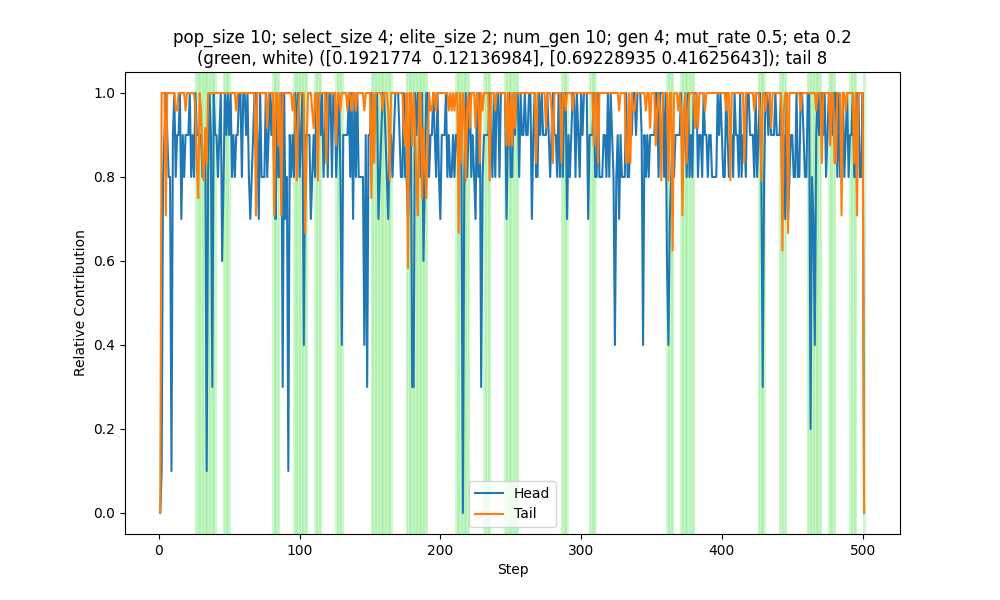 pop_size 10; select_size 4; elite_size 2; num_gen 10; gen 4; mut_rate 0.5; eta 0.2
(green, white) ([0.1921774  0.12136984], [0.69228935 0.41625643]); tail 8
1.0
0.8
0.6
0.4
0.2
0.0
Relative Contribution
Head
Tail
0
100
200
300
400
500
Step